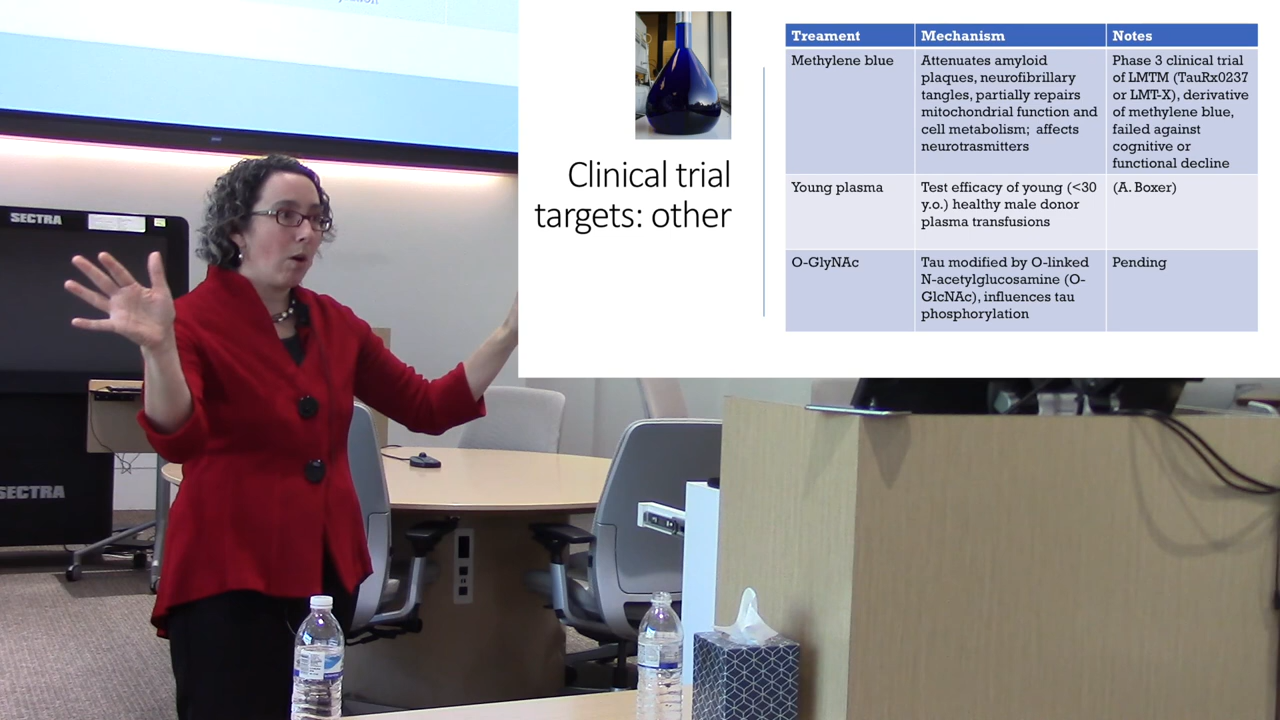 SECTRA
SECTRA
Clinical trial
targets: other
Treament
Mechanism
Notes
Methylene blue
Attenuates amyloid
plaques, neurofibrillary
tangles, partially repairs
mitochondrial function and
cell metabolism; affects
neurotrasmitters
Phase 3 clinical trial
of LMTM (TauRx0237
or LMT-X), derivative
of methylene blue,
failed against
cognitive or
functional decline
Young plasma
Test efficacy of young (<30
y.o.) healthy male donor
plasma transfusions
(A. Boxer)
O-GlyNAc
Tau modified by O-linked
N-acetylglucosamine (O-
GlcNAc), influences tau
phosphorylation
Pending